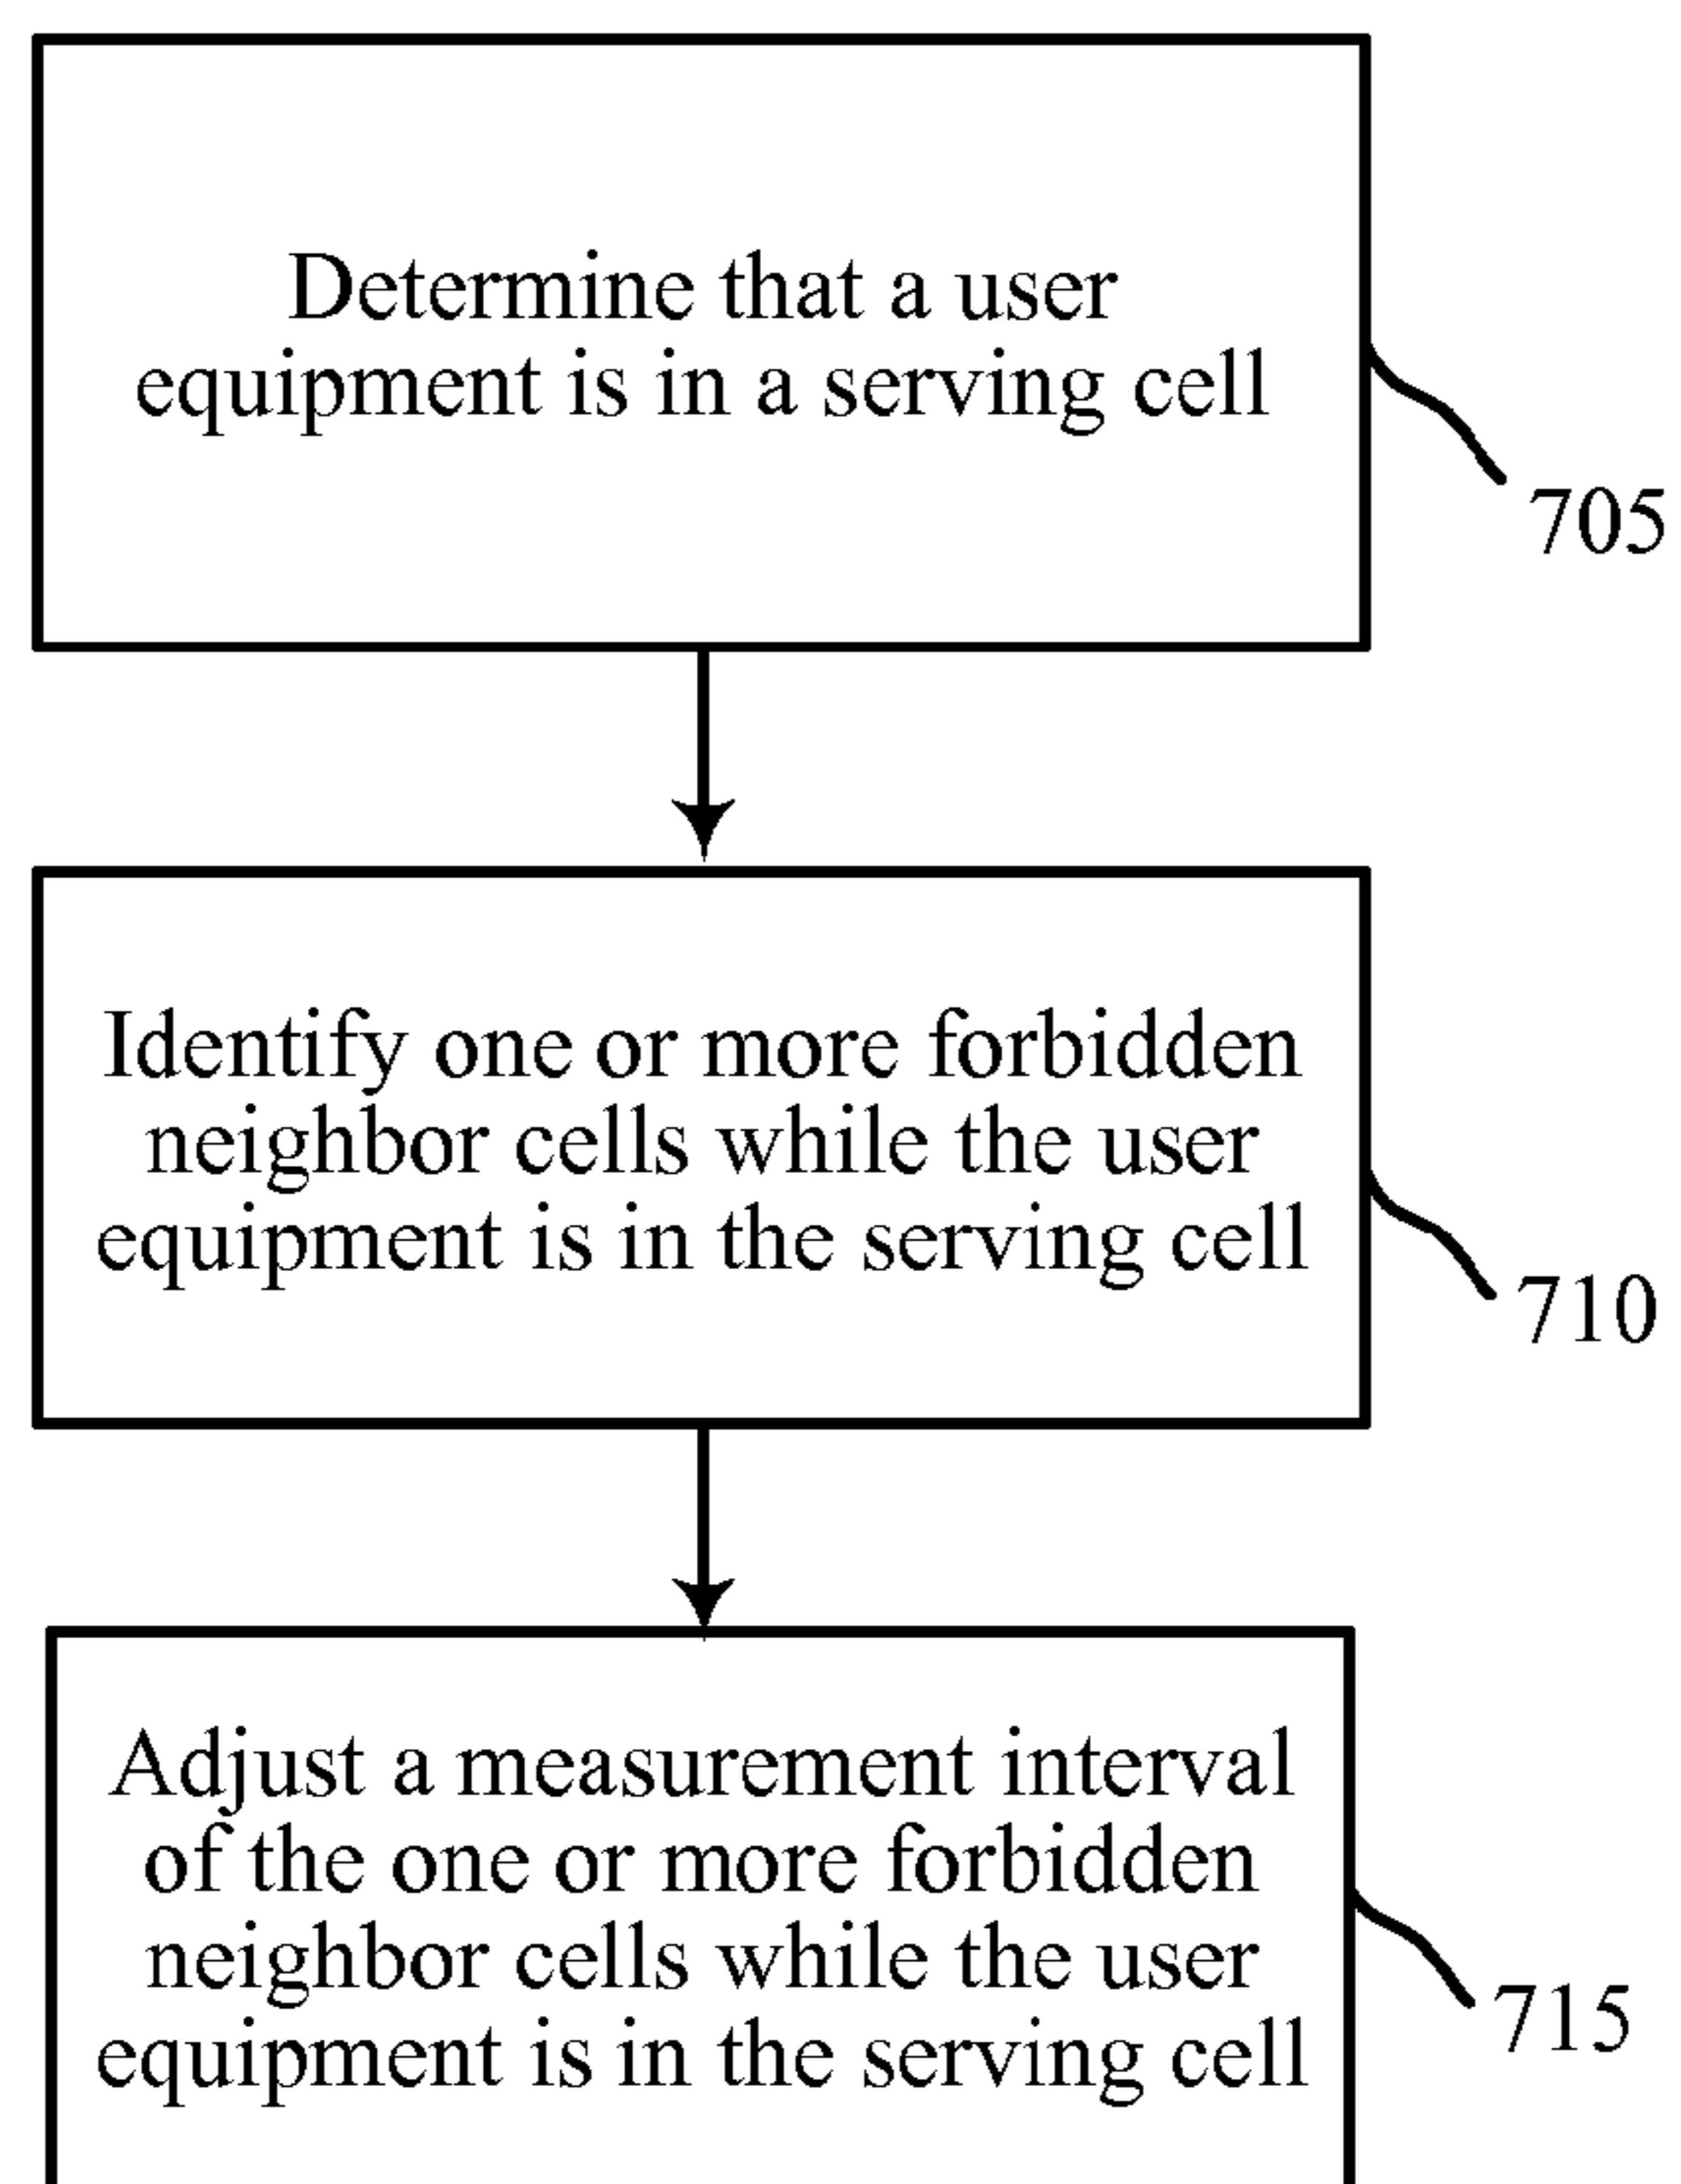 Determine that a user
equipment is in a serving cell
705
Identify one or more forbidden
neighbor cells while the user
equipment is in the serving cell
710
Adjust a measurement interval
of the one or more forbidden
neighbor cells while the user
equipment is in the serving cell
715